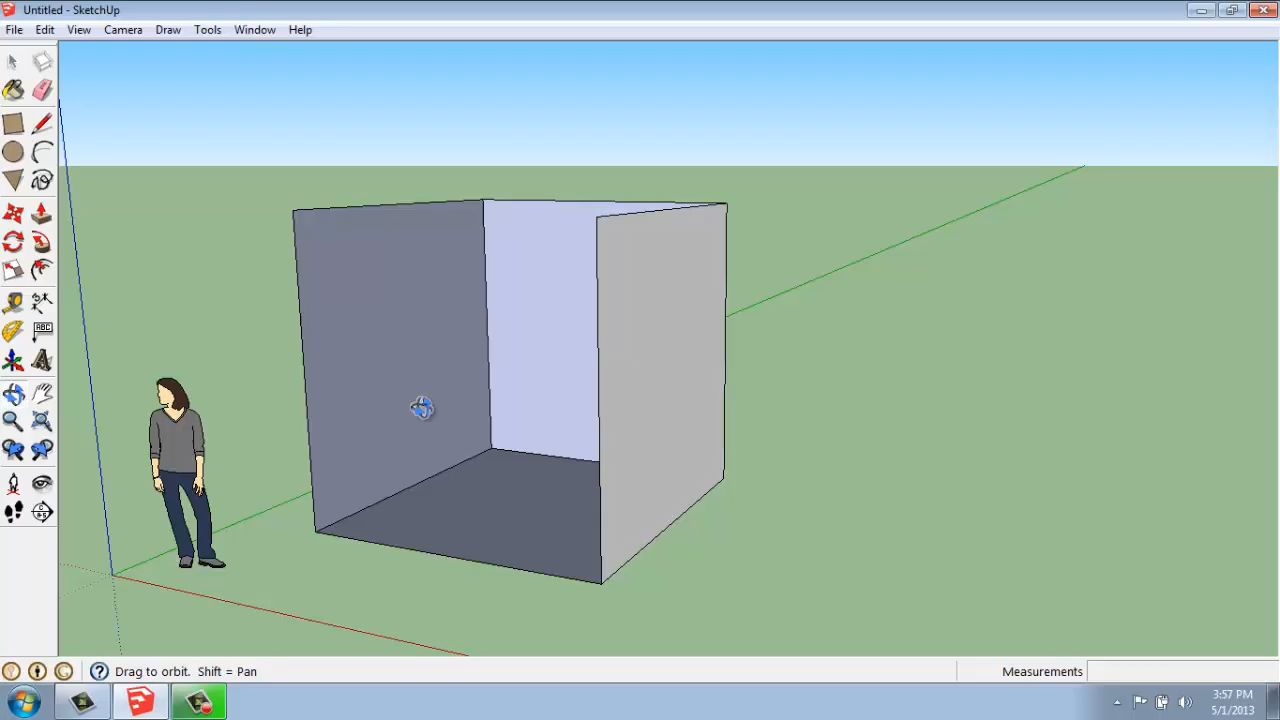 Untitled - SketchUp
File Edit View Camera Draw Tools Window Help
ABC
Drag to orbit. Shift = Pan
Measurements
3:57 PM
5/1/2013